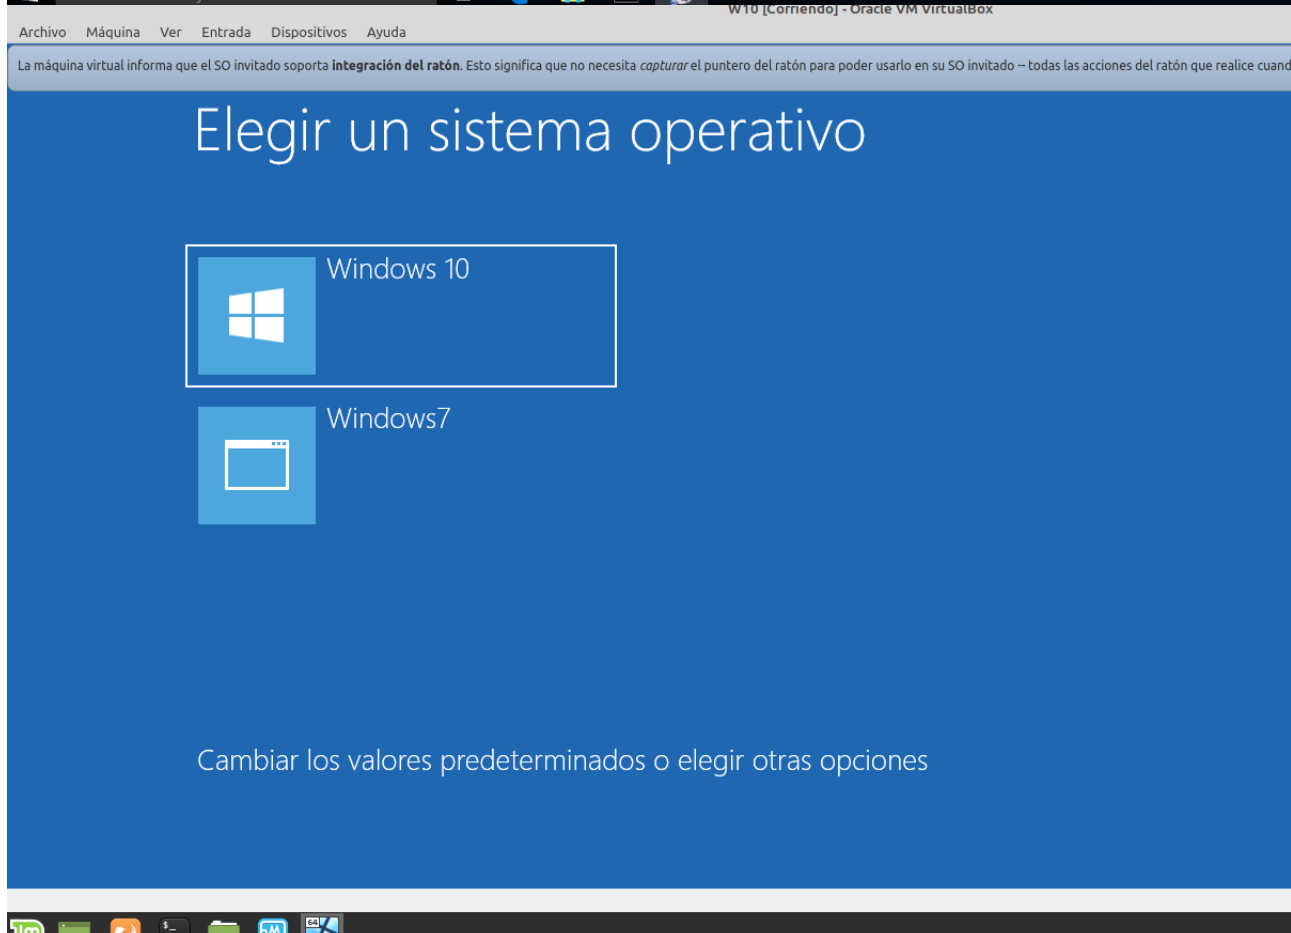 W10 [Corriendo] - Oracle VM VirtualBox
Archivo Máquina Ver Entrada Dispositivos Ayuda
La máquina virtual informa que el SO invitado soporta integración del ratón. Esto significa que no necesita capturar el puntero del ratón para poder usarlo en su SO invitado – todas las acciones del ratón que realice cuand
Elegir un sistema operativo
Windows 10
Windows7
Cambiar los valores predeterminados o elegir otras opciones
$_
64